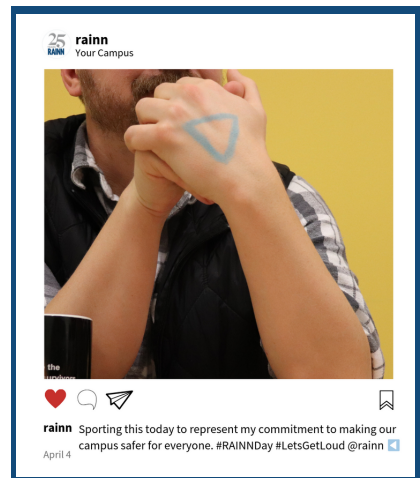 25
RAINN
rainn
Your Campus
the
rainn Sporting this today to represent my commitment to making our
campus safer for everyone. #RAINNDay #LetsGetLoud @rainn
April 4